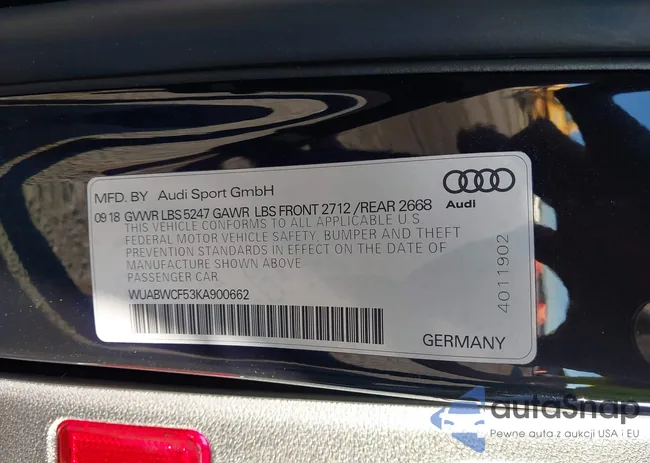 MFD. BY Audi Sport GmbH
Audi
09 18 GVWR LBS 5247 GAWR LBS FRONT 2712 /REAR 2668
THIS VEHICLE CONFORMS TO ALL APPLICABLE U S
FEDERAL MOTOR VEHICLE SAFETY, BUMPER AND THEFT
PREVENTION STANDARDS IN EFFECT ON THE DATE OF
MANUFACTURE SHOWN ABOVE
PASSENGER CAR
WUABWCF53KA900662
4011902
GERMANY
autoSnap
Pewne auta z aukcji USA i EU